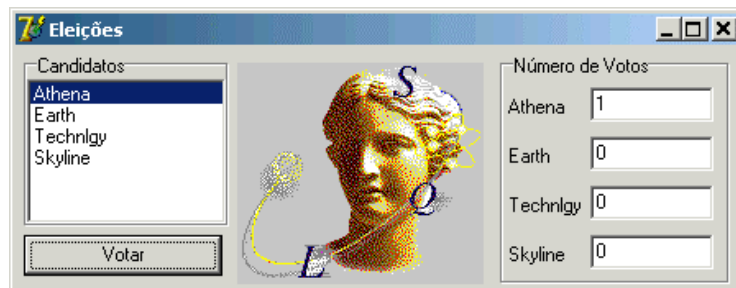 Eleições
Candidatos
Athena
Earth
Technlgy
Skyline
Votar
S
Q
L
Número de Votos
Athena 1
Earth 0
Technlgy 0
Skyline 0